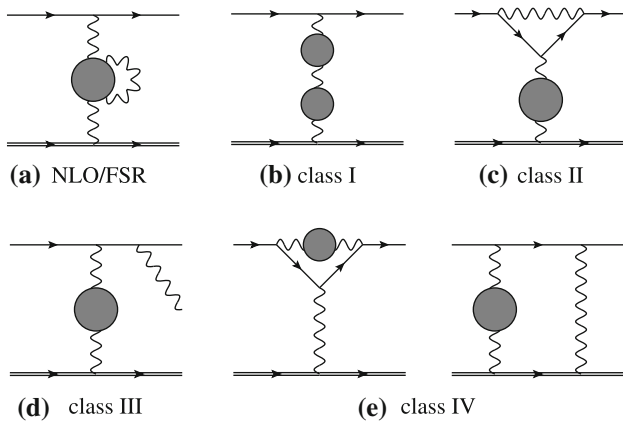 (a) NLO/FSR
(b) class I
(c) class II
(d) class III
(e) class IV